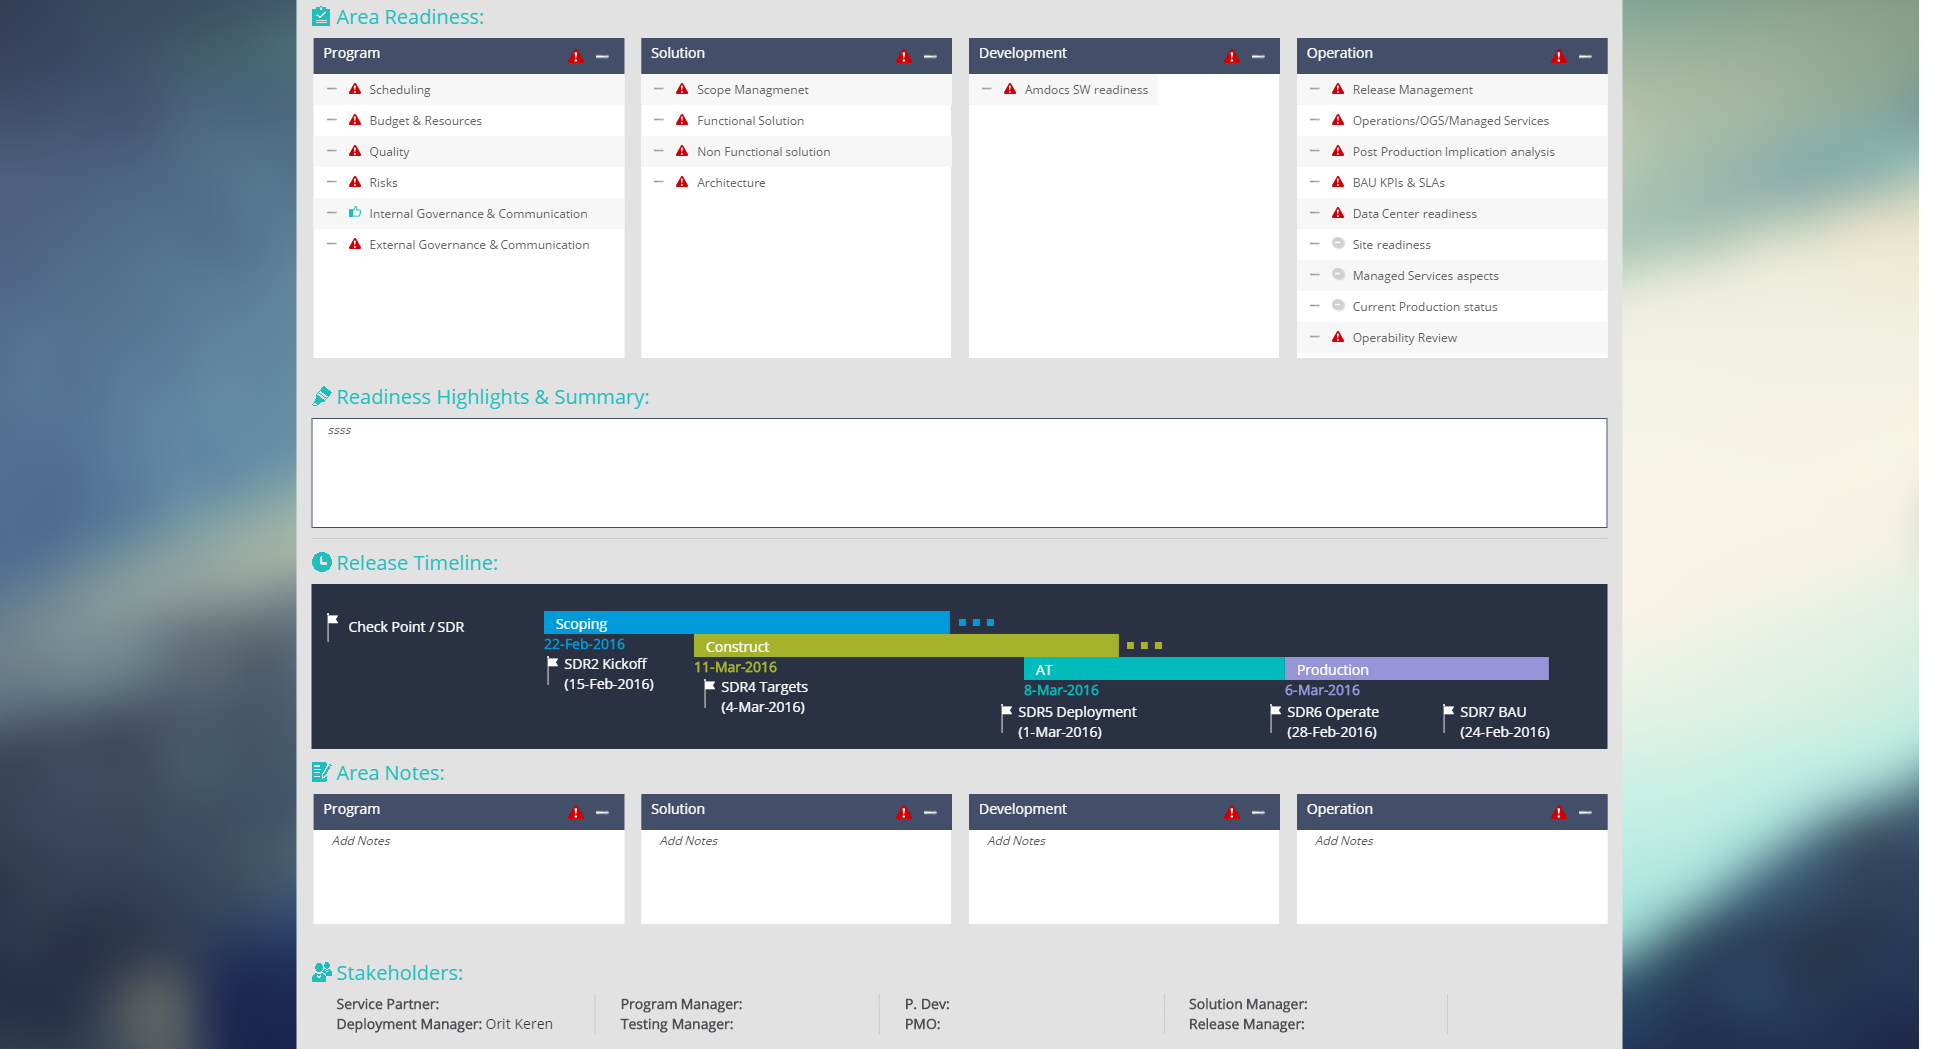 Area Readiness:
Program
Scheduling
Budget & Resources
Quality
Risks
Internal Governance & Communication
External Governance & Communication
Solution
Scope Managmenet
Functional Solution
Non Functional solution
Architecture
Development
Amdocs SW readiness
Operation
Release Management
Operations/OGS/Managed Services
Post Production Implication analysis
BAU KPIs & SLAs
Data Center readiness
Site readiness
Managed Services aspects
Current Production status
Operability Review
Readiness Highlights & Summary:
ssss
Release Timeline:
Check Point / SDR
Scoping
22-Feb-2016
SDR2 Kickoff
(15-Feb-2016)
Construct
11-Mar-2016
SDR4 Targets
(4-Mar-2016)
AT
8-Mar-2016
SDR5 Deployment
(1-Mar-2016)
Production
6-Mar-2016
SDR6 Operate
(28-Feb-2016)
SDR7 BAU
(24-Feb-2016)
Area Notes:
Program
Add Notes
Solution
Add Notes
Development
Add Notes
Operation
Add Notes
Stakeholders:
Service Partner:
Deployment Manager: Orit Keren
Program Manager:
Testing Manager:
P. Dev:
PMO:
Solution Manager:
Release Manager: